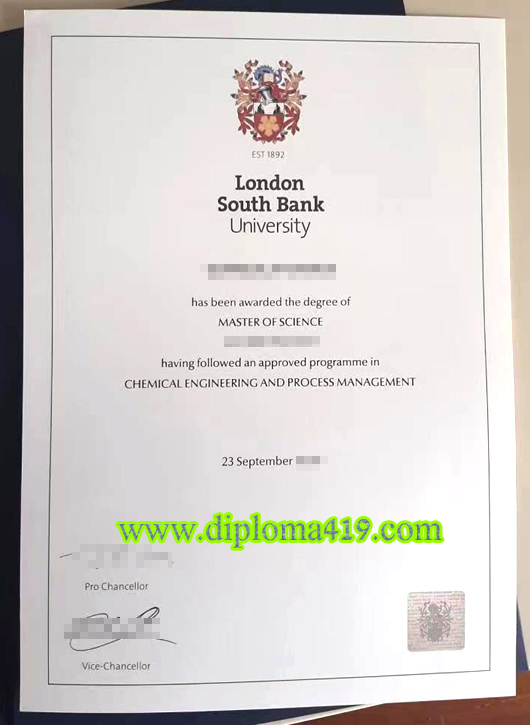 EST 1892
London
South Bank
University
has been awarded the degree of
MASTER OF SCIENCE
having followed an approved programme in
CHEMICAL ENGINEERING AND PROCESS MANAGEMENT
23 September
www.diploma419.com
Pro Chancellor
Vice-Chancellor